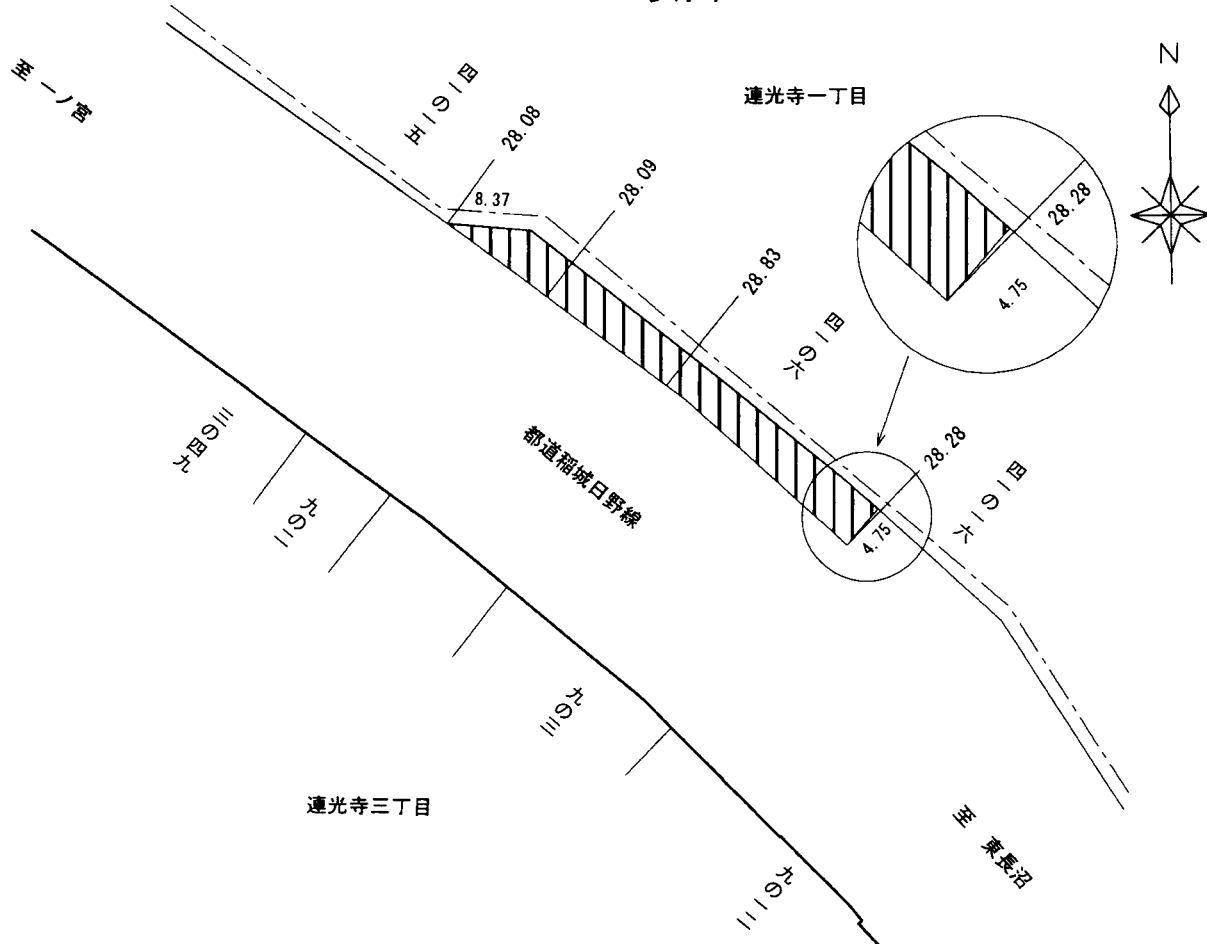 N
至 一ノ宮
四一の一五
28.08
連光寺一丁目
8.37
28.09
28.28
4.75
28.83
四一の六
三の四九
都道稲城日野線
28.28
四一の一六
九の二
4.75
九の三
連光寺三丁目
至 東長沼
九の一二